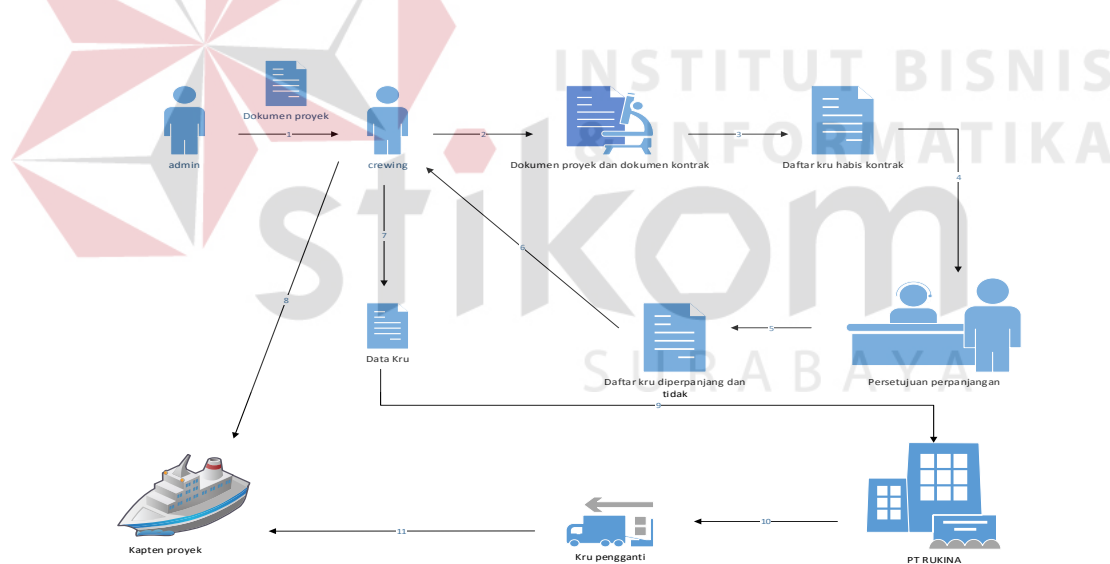 INSTITUT BISNIS
& INFORMATIKA
stikom
SURABAYA
Dokumen proyek
admin
1
crewing
2
Dokumen proyek dan dokumen kontrak
3
Daftar kru habis kontrak
4
Persetujuan perpanjangan
5
Daftar kru diperpanjang dan
tidak
6
7
Data Kru
8
9
Kapten proyek
PT RUKINA
10
Kru pengganti
11